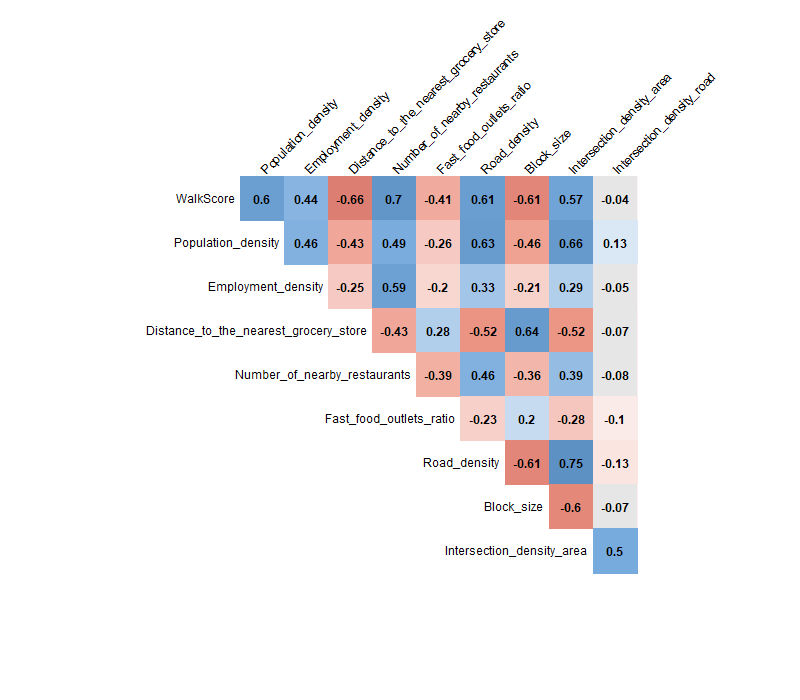 Population_density
Employment_density
Distance_to_the_nearest_grocery_store
Number_of_nearby_restaurants
Fast_food_outlets_ratio
Road_density
Block_size
Intersection_density_area
Intersection_density_road
WalkScore 0.6 0.44 -0.66 0.7 -0.41 0.61 -0.61 0.57 -0.04
Population_density 0.46 -0.43 0.49 -0.26 0.63 -0.46 0.66 0.13
Employment_density -0.25 0.59 -0.2 0.33 -0.21 0.29 -0.05
Distance_to_the_nearest_grocery_store -0.43 0.28 -0.52 0.64 -0.52 -0.07
Number_of_nearby_restaurants -0.39 0.46 -0.36 0.39 -0.08
Fast_food_outlets_ratio -0.23 0.2 -0.28 -0.1
Road_density -0.61 0.75 -0.13
Block_size -0.6 -0.07
Intersection_density_area 0.5